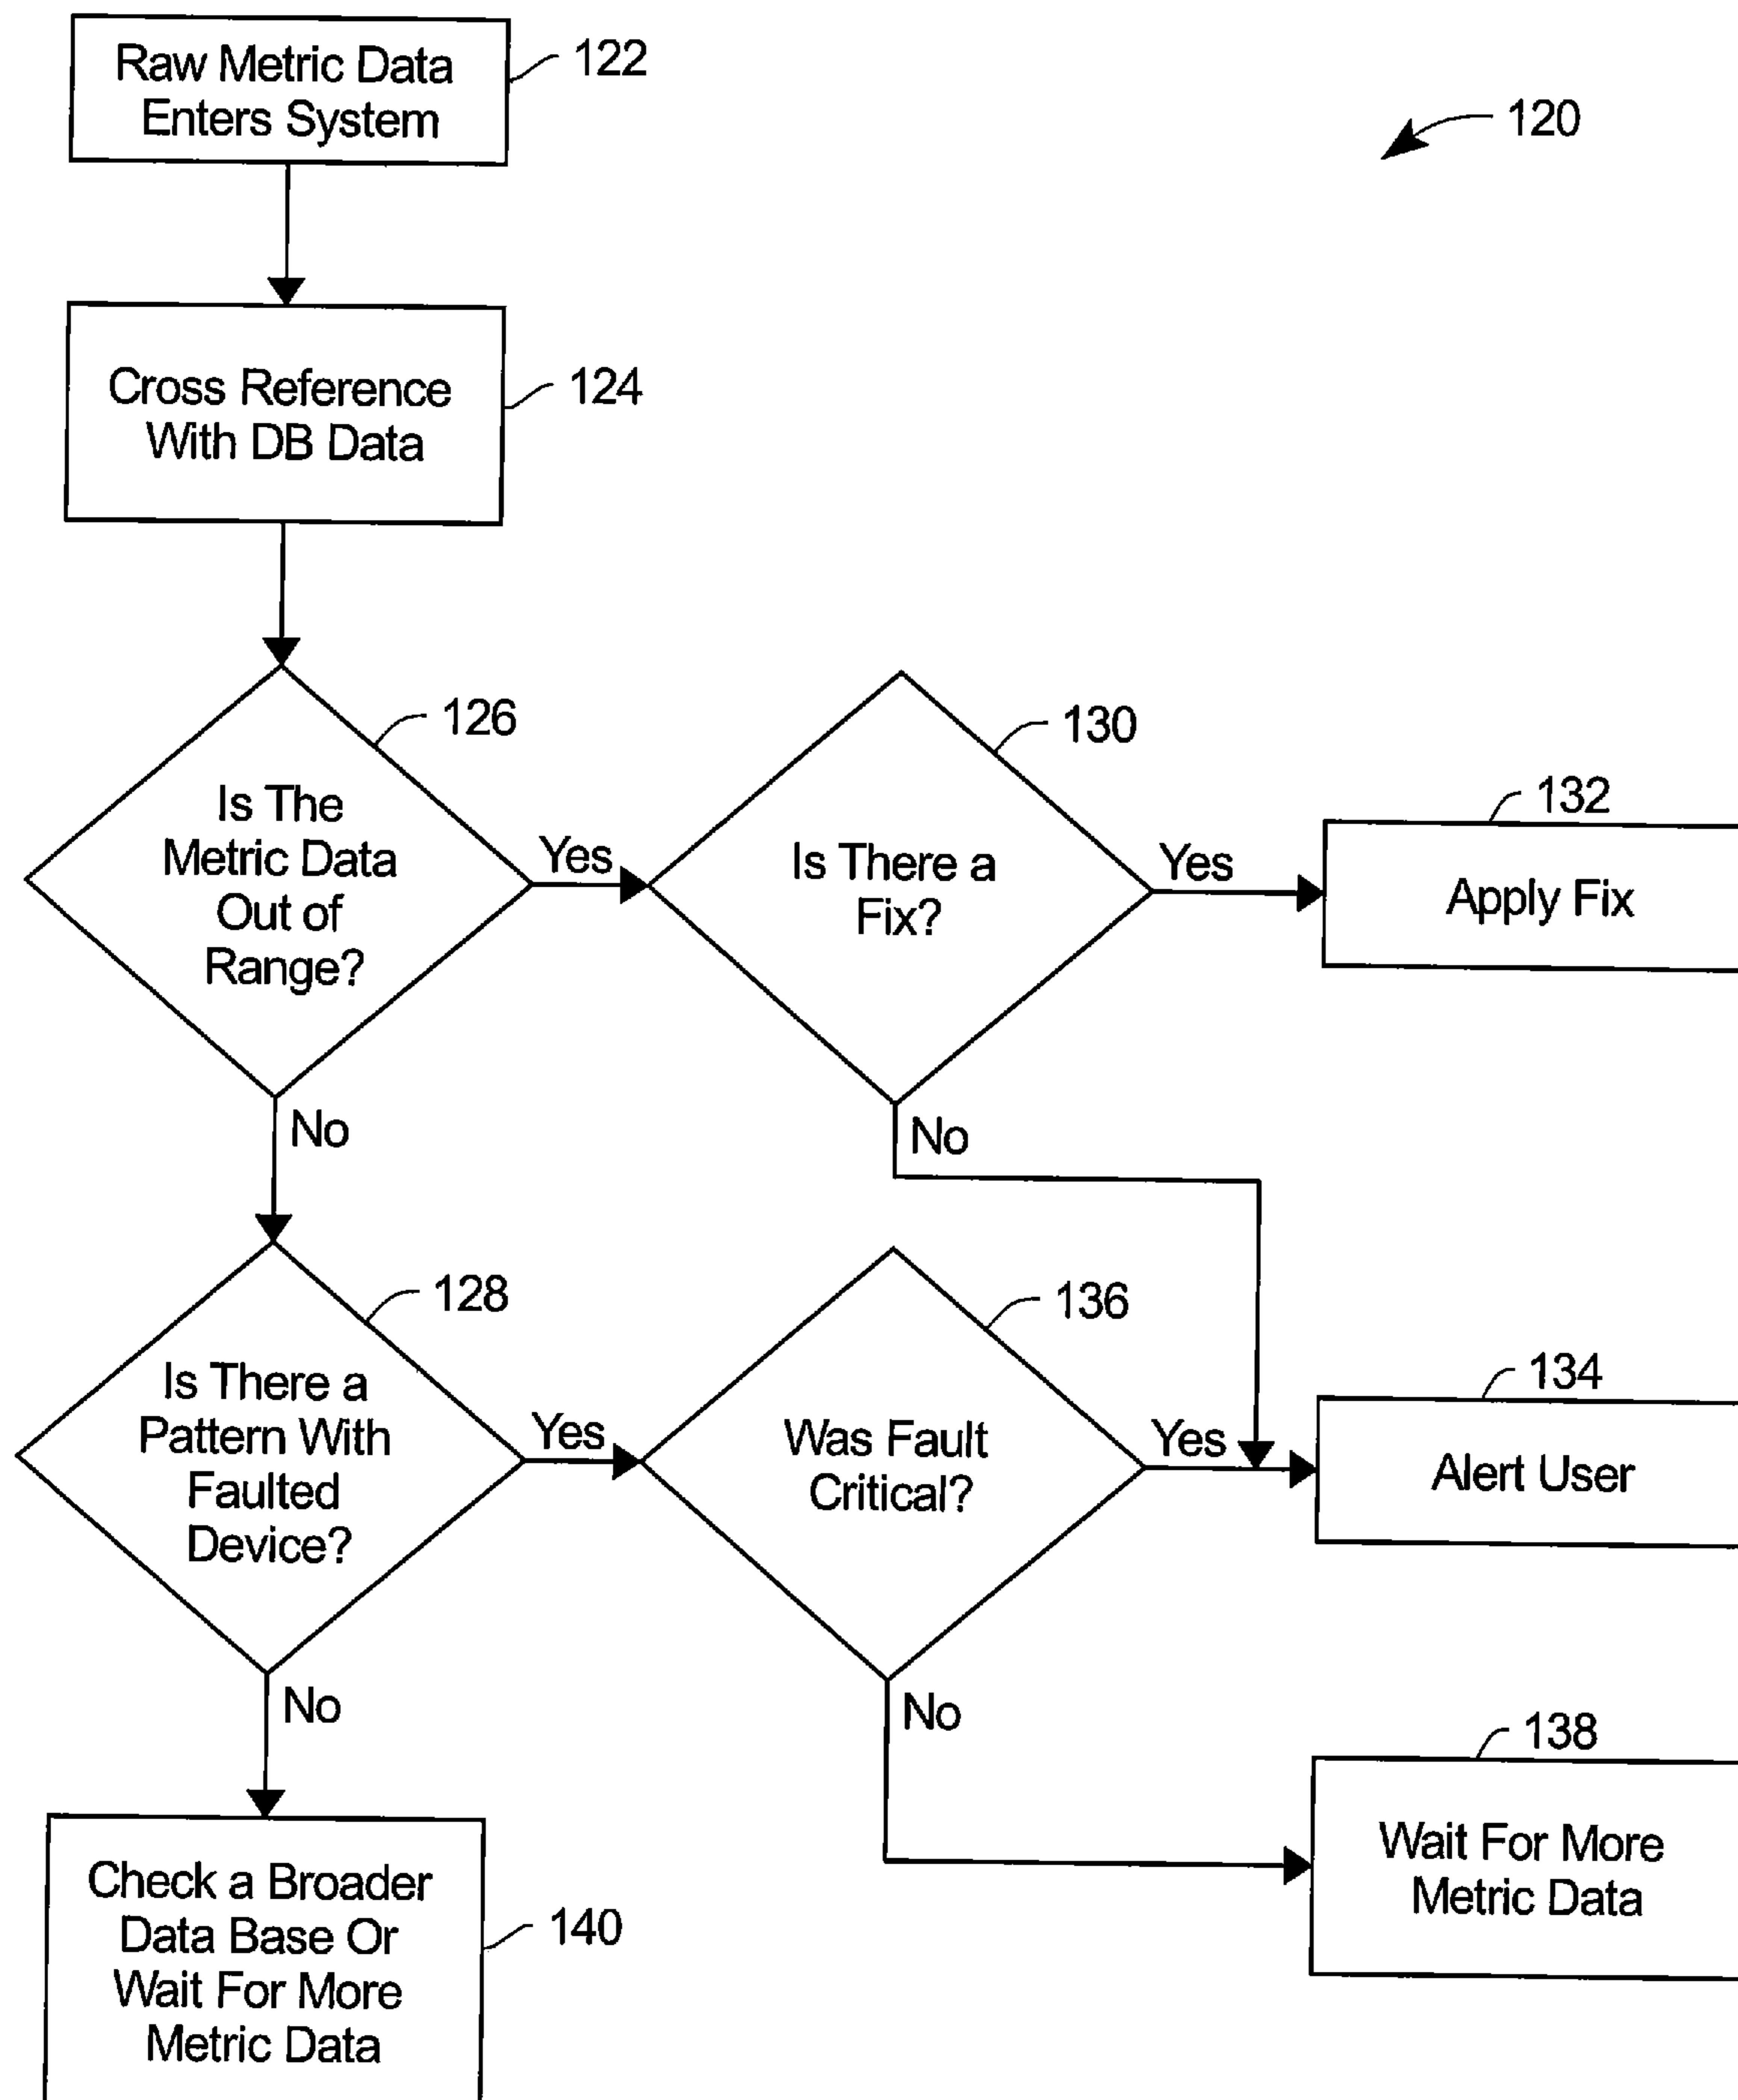 Raw Metric Data
Enters System
122
120
Cross Reference
With DB Data
124
126
Is The
Metric Data
Out of
Range?
Yes
No
130
Is There a
Fix?
Yes
No
132
Apply Fix
128
Is There a
Pattern With
Faulted
Device?
Yes
No
136
Was Fault
Critical?
Yes
No
134
Alert User
138
Wait For More
Metric Data
Check a Broader
Data Base Or
Wait For More
Metric Data
140